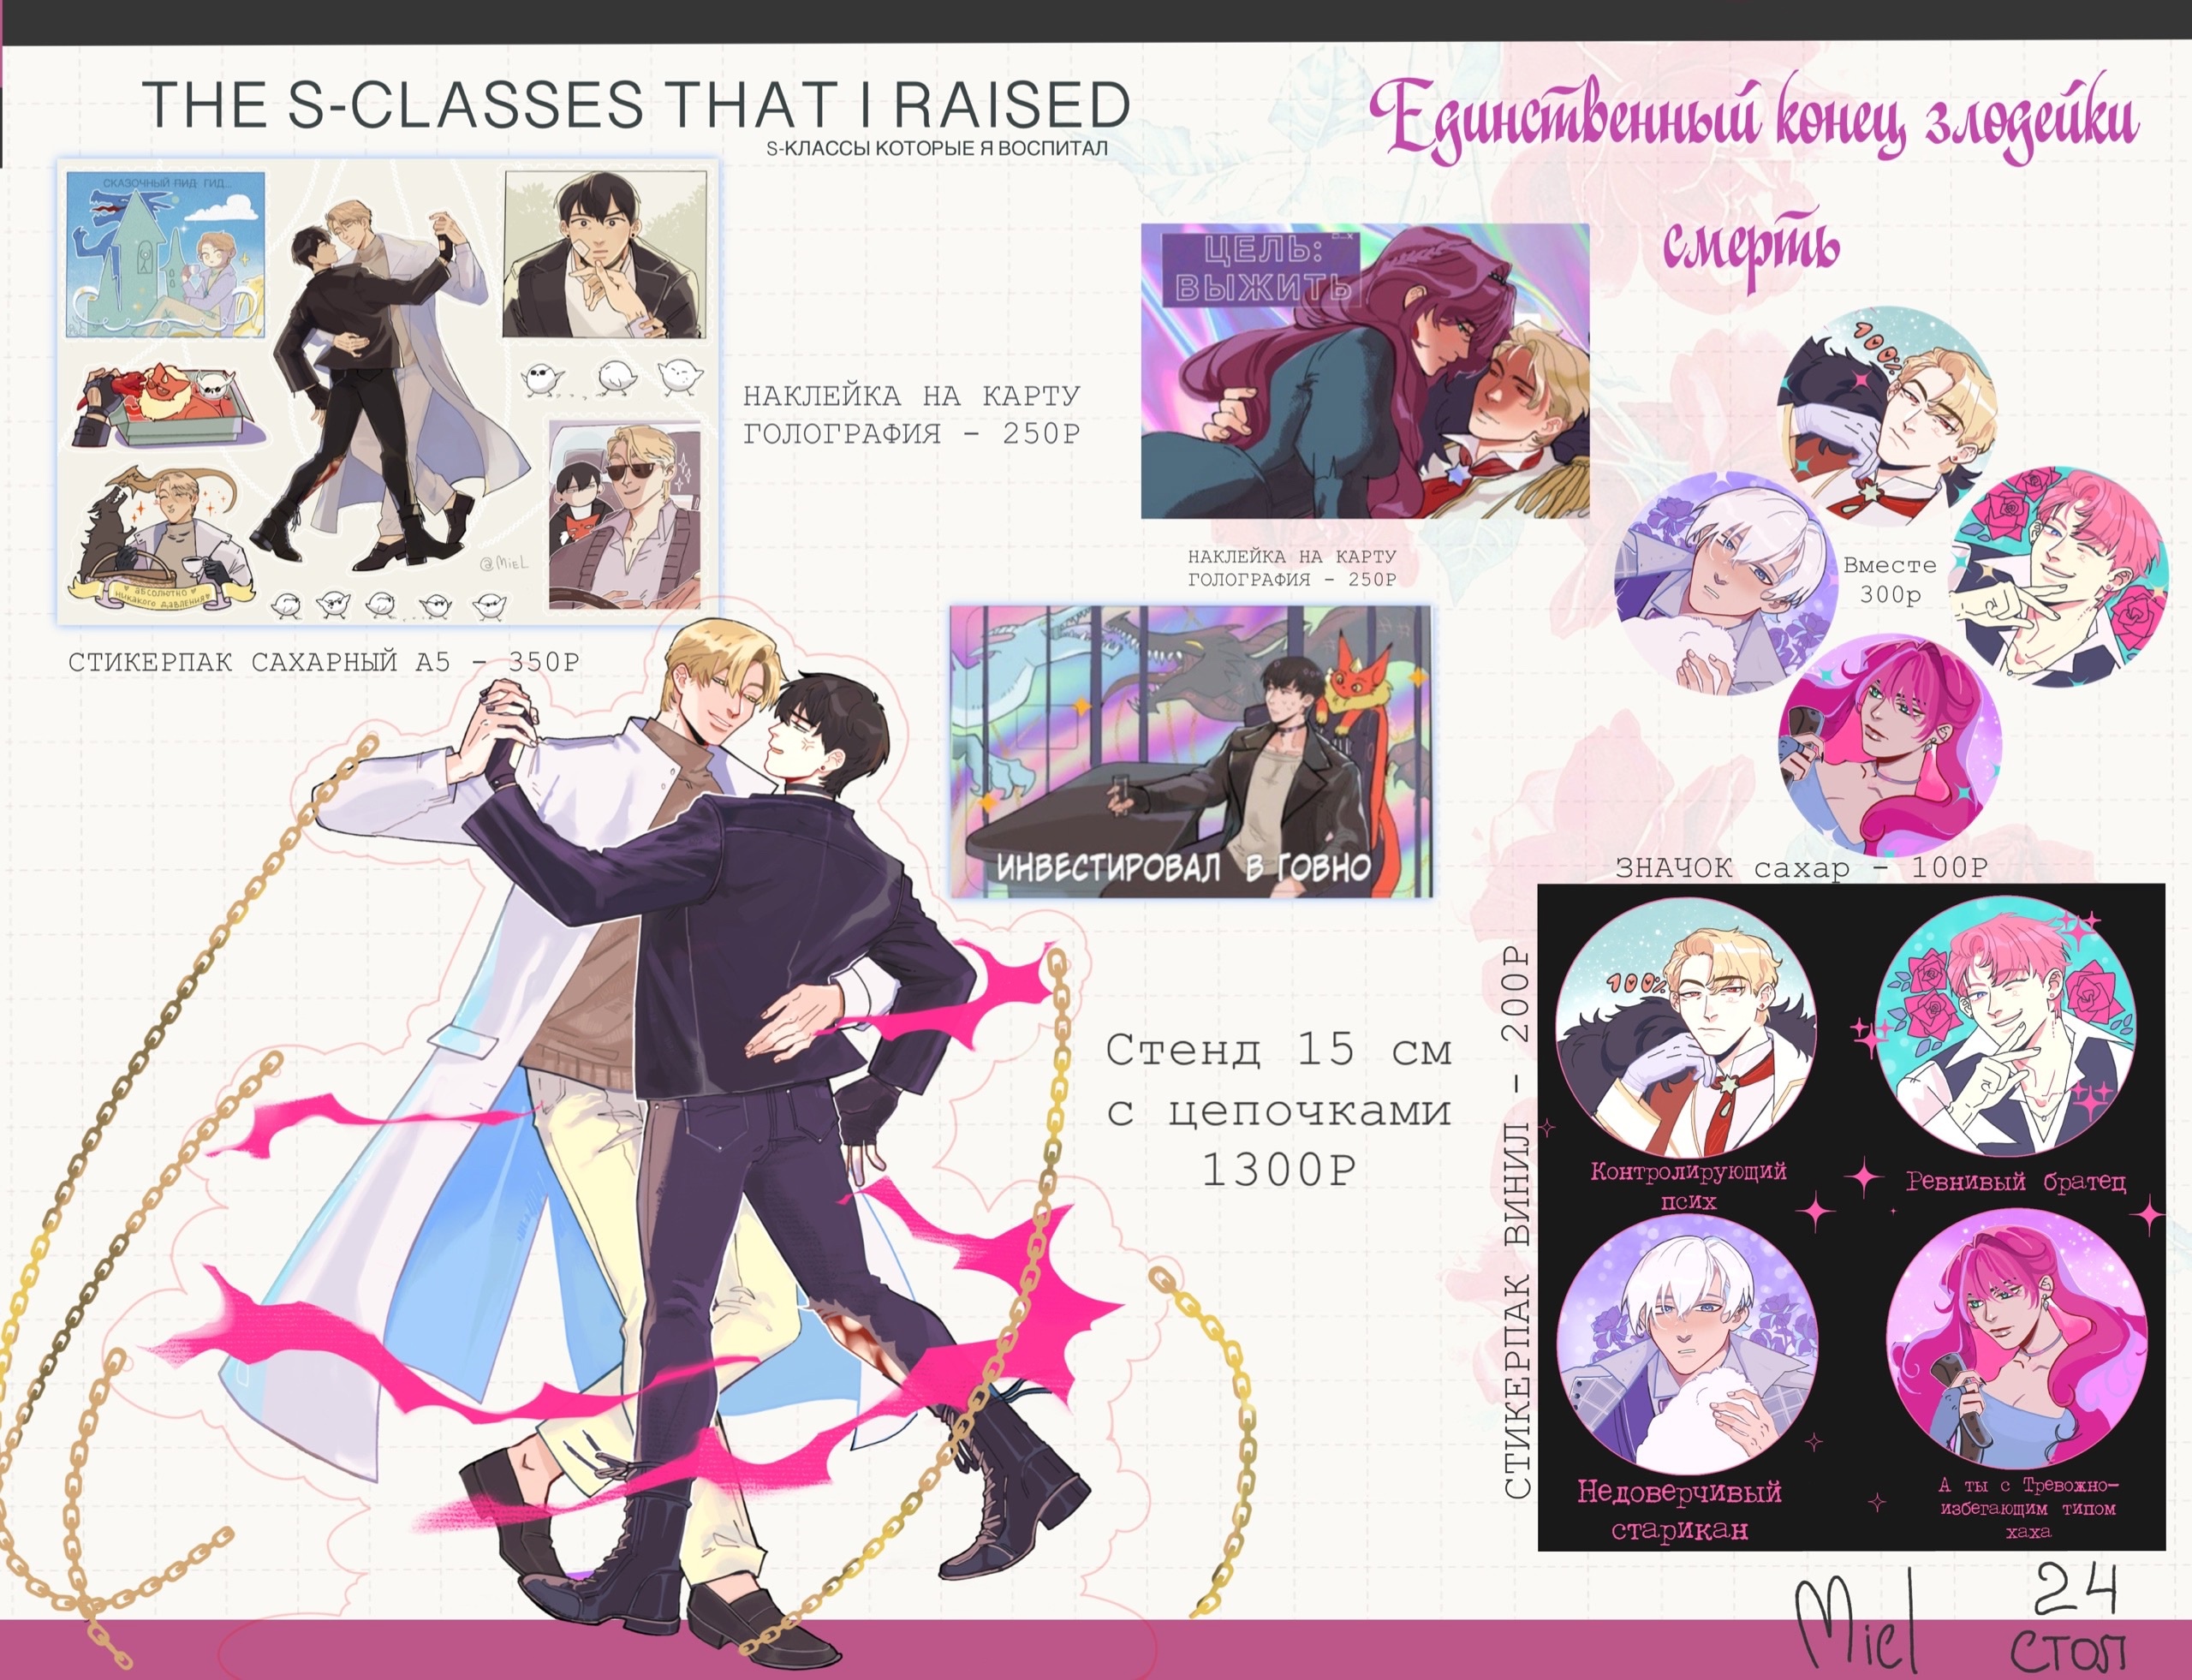 THE S-CLASSES THAT I RAISED
S-КЛАССЫ КОТОРЫЕ Я ВОСПИТАЛ
СКАЗОЧНЫЙ ГИД...
абсолютно
никакого давления
@MieL
СТИКЕРПАК САХАРНЫЙ А5 - 350Р
НАКЛЕЙКА НА КАРТУ
ГОЛОГРАФИЯ - 250Р
Единственный конец злодейки
смерть
ЦЕЛЬ:
ВЫЖИТЬ
НАКЛЕЙКА НА КАРТУ
ГОЛОГРАФИЯ - 250Р
ИНВЕСТИРОВАЛ В ГОВНО
Стенд 15 см
с цепочками
1300Р
100%
Вместе
300р
ЗНАЧОК сахар - 100Р
СТИКЕРПАК ВИНИЛ - 200Р
100%
Контролирующий
псих
Ревнивый братец
Недоверчивый
старикан
А ты с Тревожно-
избегающим типом
хаха
Miel
24
стол